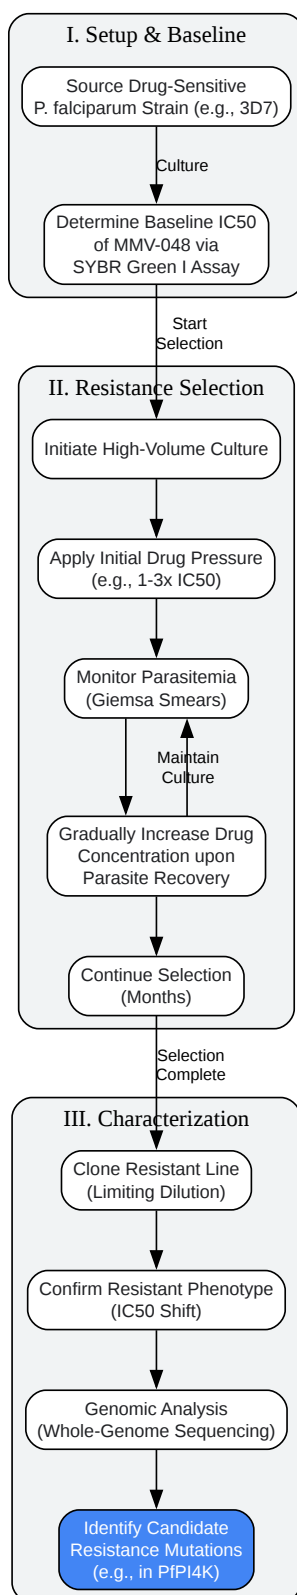 I. Setup & Baseline
Source Drug-Sensitive
P. falciparum Strain (e.g., 3D7)
Culture
Determine Baseline IC50
of MMV-048 via
SYBR Green I Assay
Start
Selection
II. Resistance Selection
Initiate High-Volume Culture
Apply Initial Drug Pressure
(e.g., 1-3x IC50)
Monitor Parasitemia
(Giemsa Smears)
Maintain
Culture
Gradually Increase Drug
Concentration upon
Parasite Recovery
Continue Selection
(Months)
Selection
Complete
III. Characterization
Clone Resistant Line
(Limiting Dilution)
Confirm Resistant Phenotype
(IC50 Shift)
Genomic Analysis
(Whole-Genome Sequencing)
Identify Candidate
Resistance Mutations
(e.g., in PfPI4K)